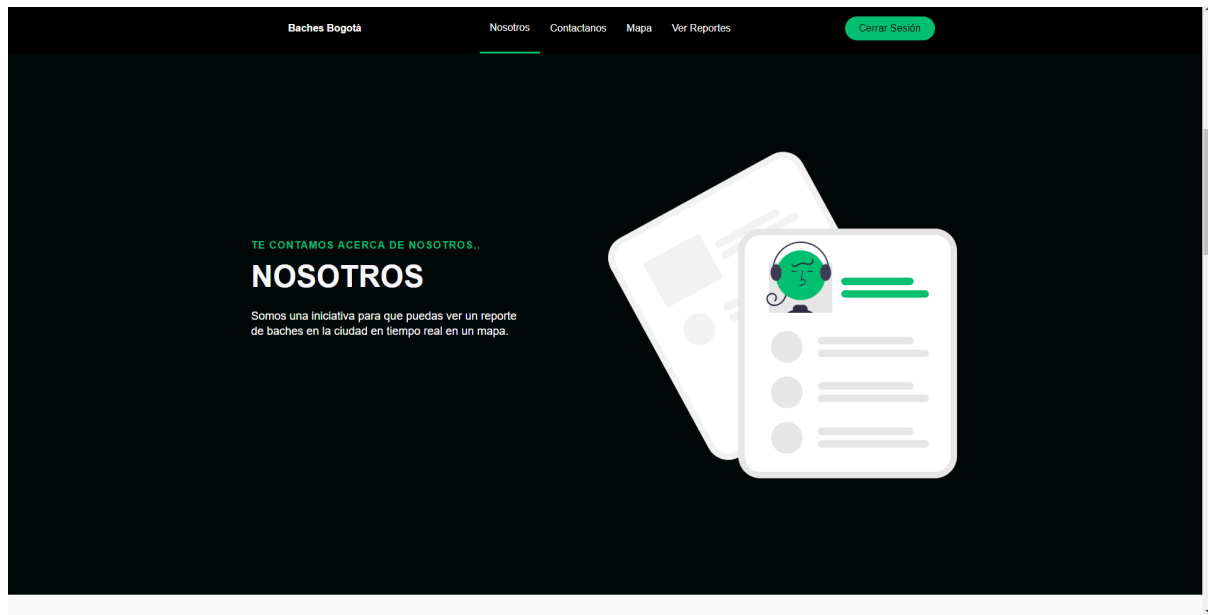 Baches Bogotá
Nosotros
Contactanos
Mapa
Ver Reportes
Cerrar Sesión
TE CONTAMOS ACERCA DE NOSOTROS..
NOSOTROS
Somos una iniciativa para que puedas ver un reporte
de baches en la ciudad en tiempo real en un mapa.